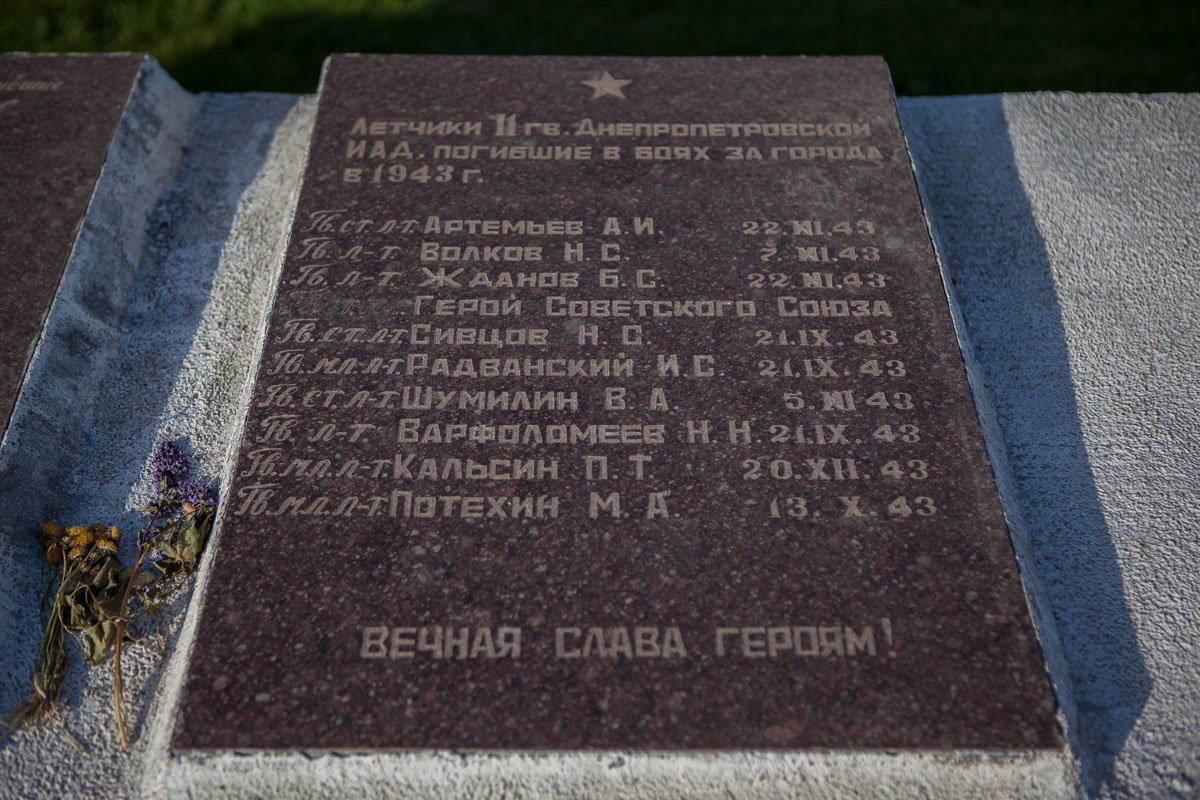 Летчики 11 гв. Днепропетровской
ИАД, погибшие в боях за города
в 1943 г.
Гв. ст. л-т. Артемьев А. И. 22. XI. 43
Гв. л-т. Волков Н. С. 7. XI. 43
Гв. л-т. Жданов Б. С. 22. XI. 43
Герой Советского Союза
Гв. ст. л-т. Сивцов Н. С. 21. IX. 43
Гв. мл. л-т Радванский И. С. 21. IX. 43
Гв. ст. л-т. Шумилин В. А. 5. XI 43
Гв. л-т. Варфоломеев Н. Н. 21. IX. 43
Гв. мл. л-т. Кальсин П. Т. 20. XII. 43
Гв. мл. л-т. Потехин М. А. 13. X. 43
Вечная слава героям!